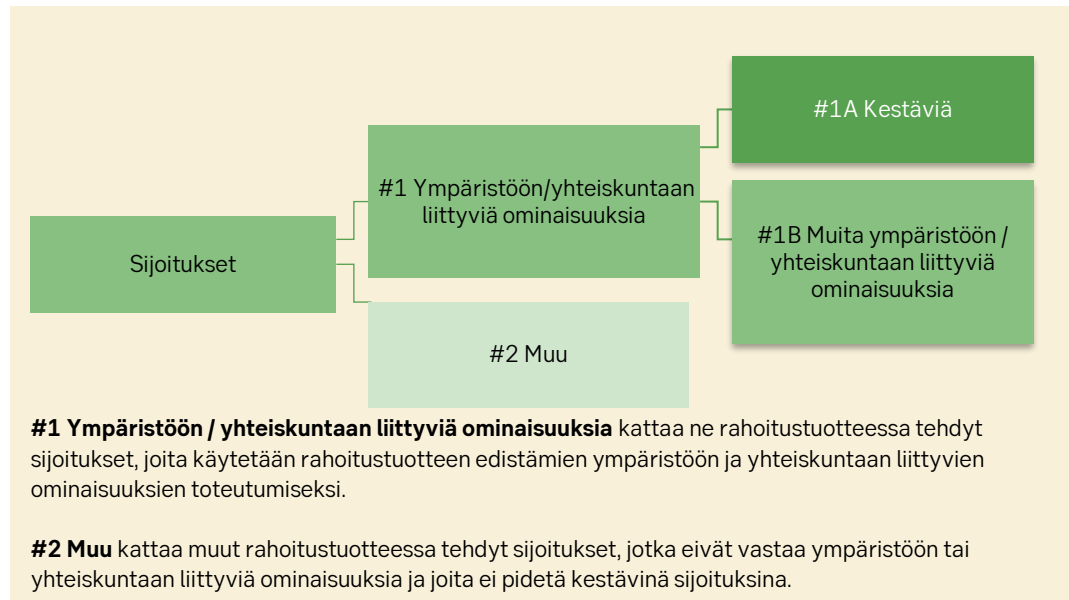 #1A Kestäviä
#1 Ympäristöön/yhteiskuntaan
liittyviä ominaisuuksia
#1B Muita ympäristöön /
yhteiskuntaan liittyviä
ominaisuuksia
Sijoitukset
#2 Muu
#1 Ympäristöön / yhteiskuntaan liittyviä ominaisuuksia kattaa ne rahoitustuotteessa tehdyt
sijoitukset, joita käytetään rahoitustuotteen edistämien ympäristöön ja yhteiskuntaan liittyvien
ominaisuuksien toteutumiseksi.
#2 Muu kattaa muut rahoitustuotteessa tehdyt sijoitukset, jotka eivät vastaa ympäristöön tai
yhteiskuntaan liittyviä ominaisuuksia ja joita ei pidetä kestävinä sijoituksina.